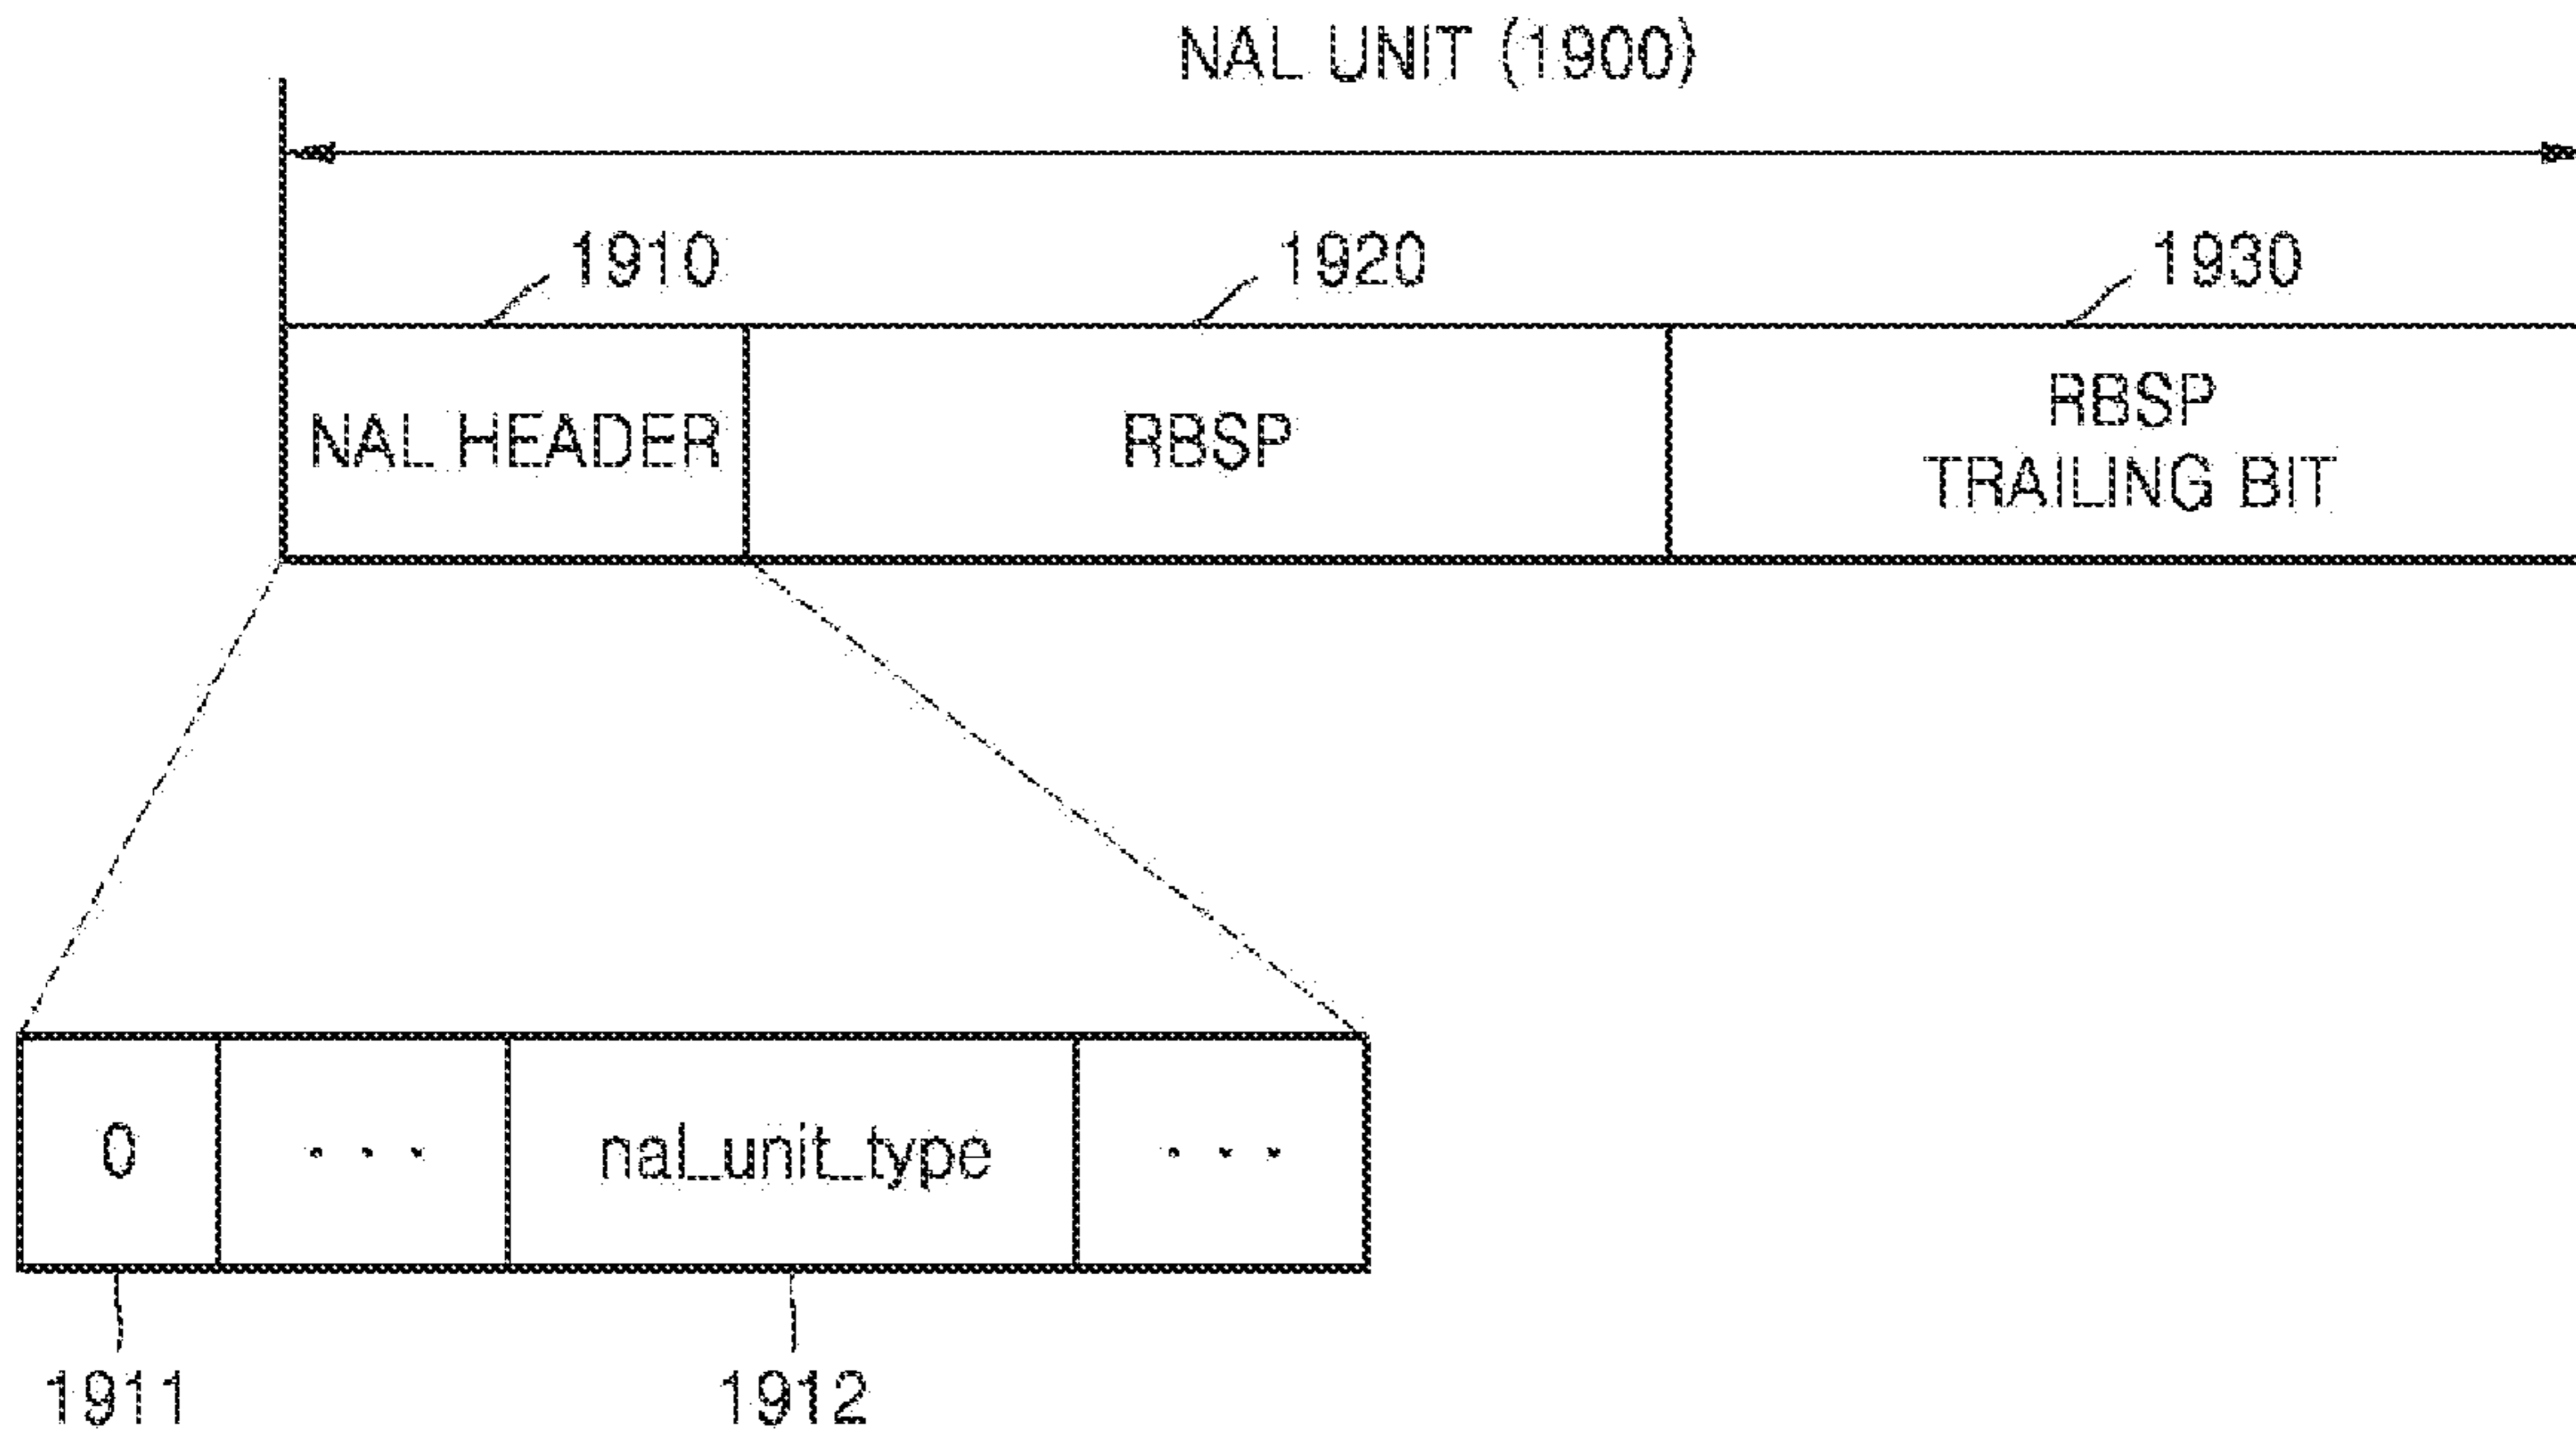 NAL UNIT (1900)
1910
1920
1930
NAL HEADER
RBSP
RBSP
TRAILING BIT
0
...
nal_unit_type
...
1911
1912